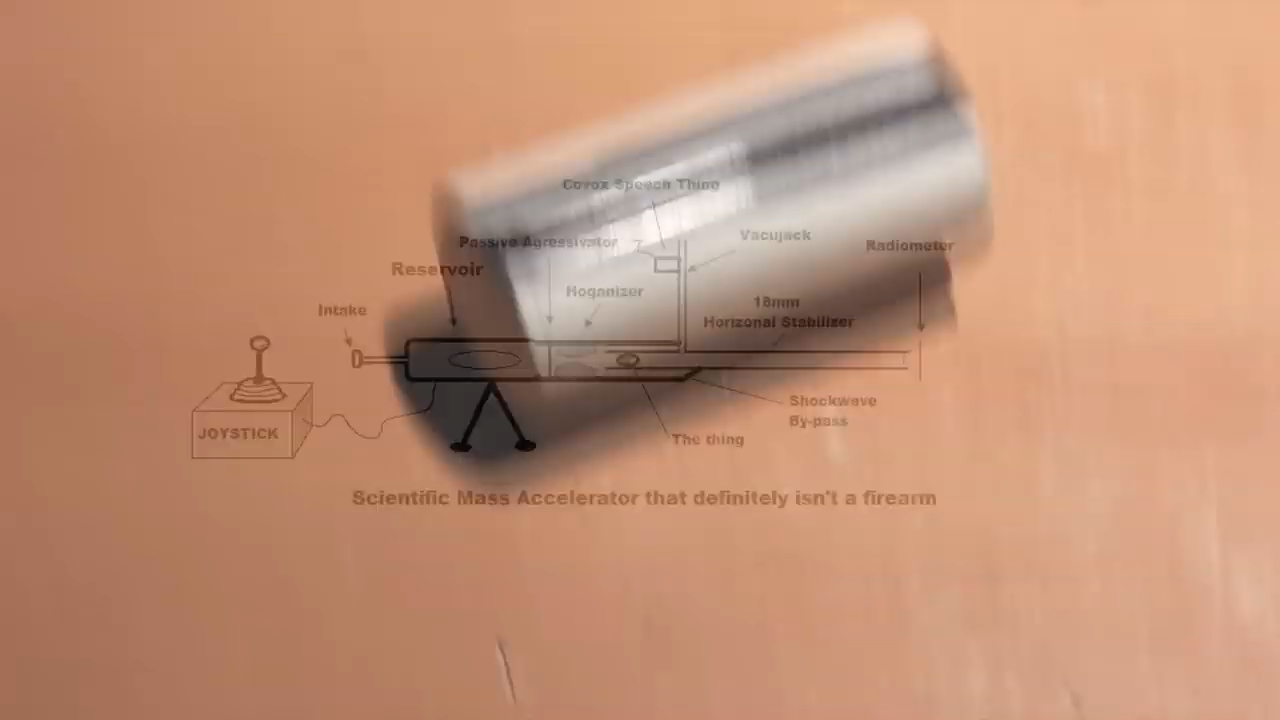 Covox Speech Thing
Passive Agressivator
Vacujack
Radiometer
Reservoir
Hoganizer
Intake
18mm
Horizonal Stabilizer
Shockwave
By-pass
JOYSTICK
The thing
Scientific Mass Accelerator that definitely isn't a firearm